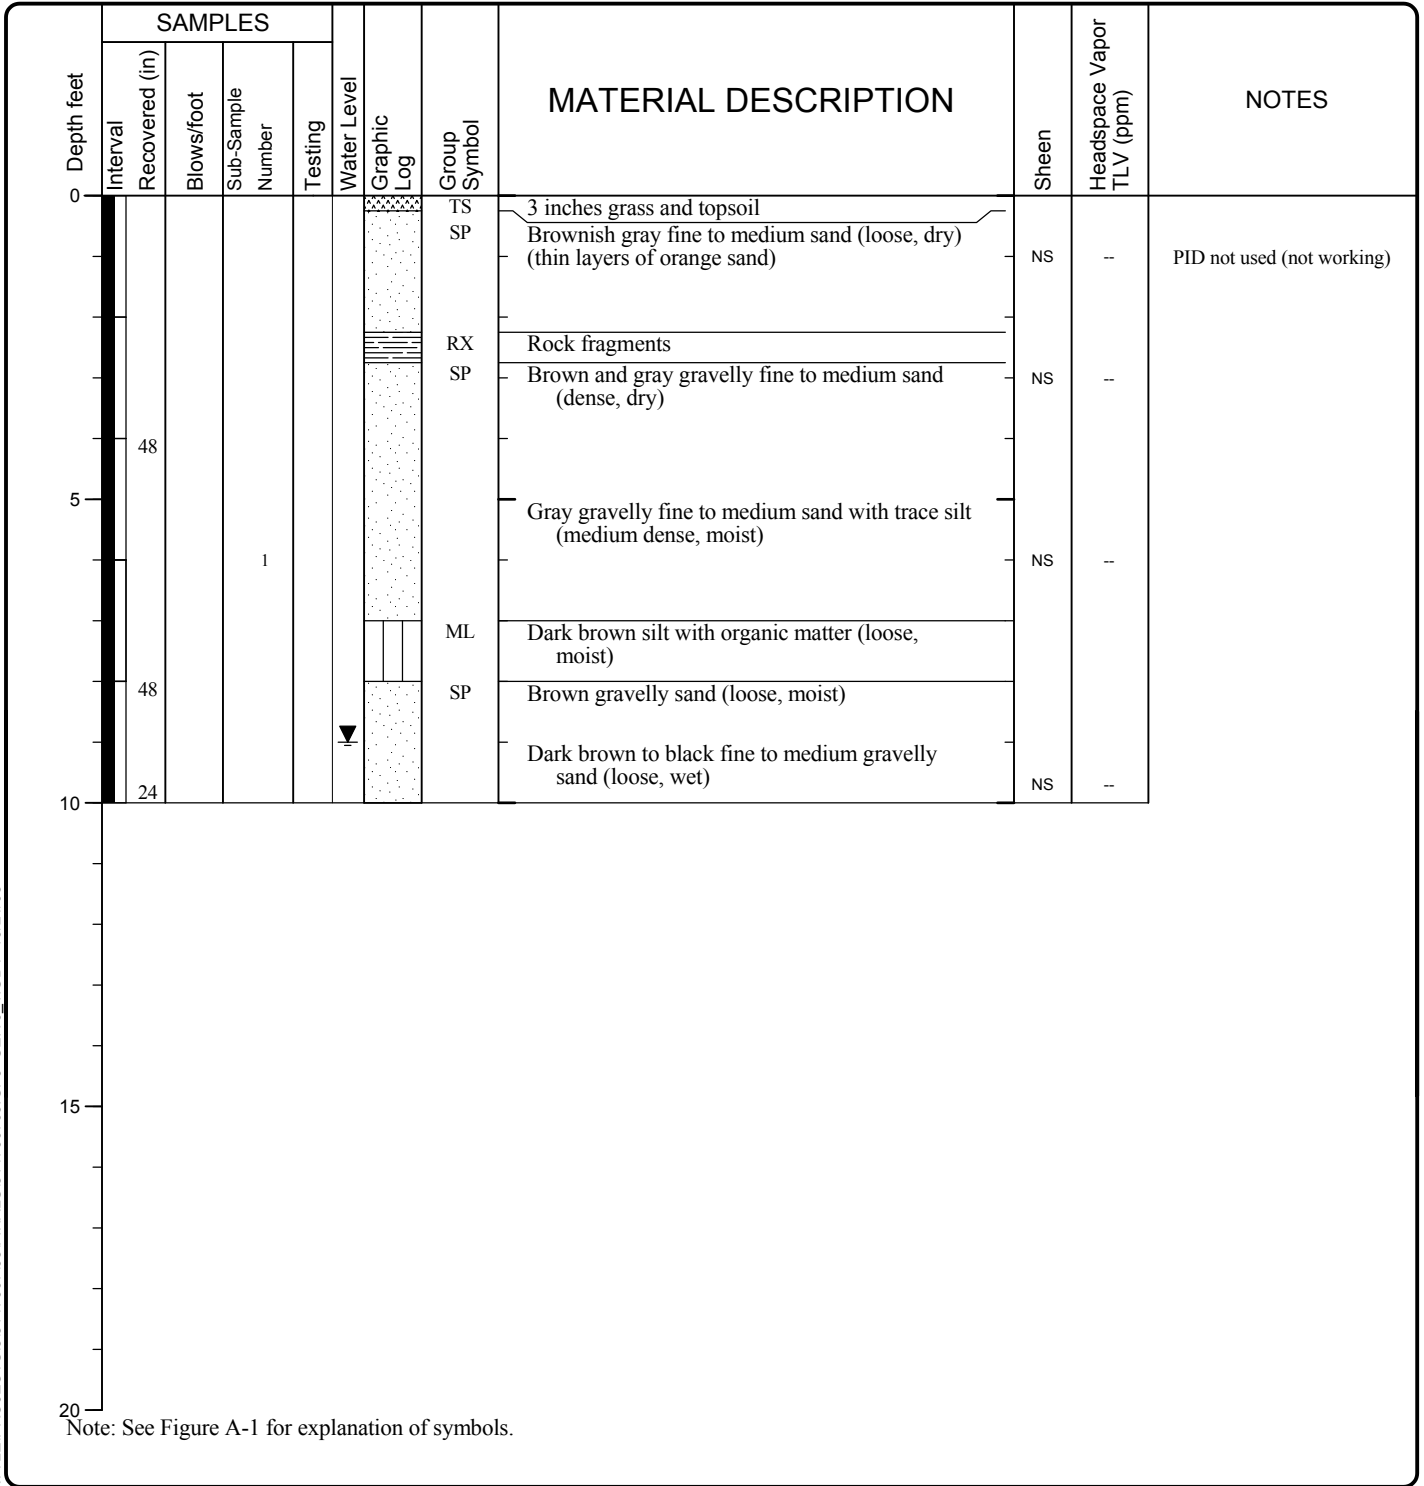 SAMPLES
Depth feet
Interval
Recovered (in)
Blows/foot
Sub-Sample
Number
Testing
Water Level
Graphic
Log
Group
Symbol
MATERIAL DESCRIPTION
Sheen
Headspace Vapor
TLV (ppm)
NOTES
0
TS 3 inches grass and topsoil
SP Brownish gray fine to medium sand (loose, dry)
(thin layers of orange sand) NS -- PID not used (not working)
RX Rock fragments
SP Brown and gray gravelly fine to medium sand NS --
(dense, dry)
48
5
Gray gravelly fine to medium sand with trace silt
(medium dense, moist)
1 NS --
ML Dark brown silt with organic matter (loose,
moist)
48 SP Brown gravelly sand (loose, moist)
Dark brown to black fine to medium gravelly
sand (loose, wet)
24 NS --
10
15
20
Note: See Figure A-1 for explanation of symbols.